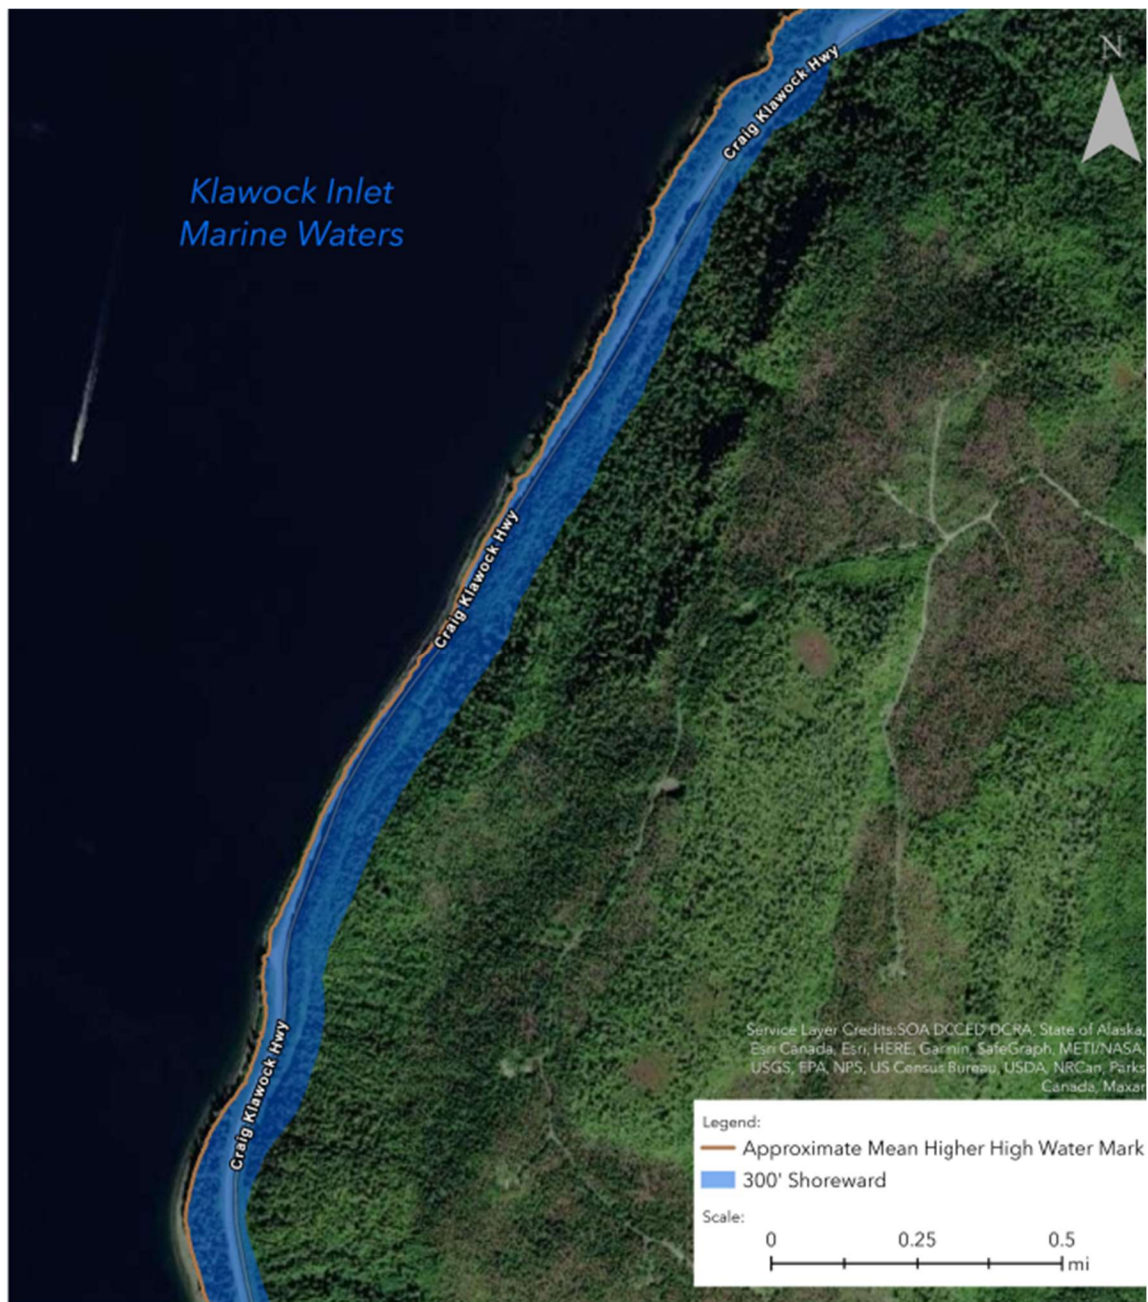 N
Craig Klawock Hwy
Klawock Inlet
Marine Waters
Craig Klawock Hwy
Craig Klawock Hwy
Service Layer Credits:SOA DCCED DCRA, State of Alaska,
Esri Canada, Esri, HERE, Garmin, SafeGraph, METI/NASA,
USGS, EPA, NPS, US Census Bureau, USDA, NRCan, Parks
Canada, Maxar
Legend:
Approximate Mean Higher High Water Mark
300' Shoreward
Scale:
0 0.25 0.5
mi